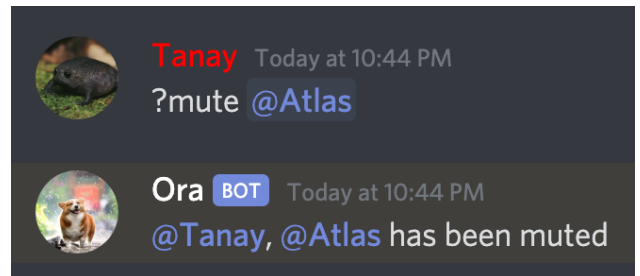 Tanay Today at 10:44 PM
?mute @Atlas
Ora BOT Today at 10:44 PM
@Tanay, @Atlas has been muted